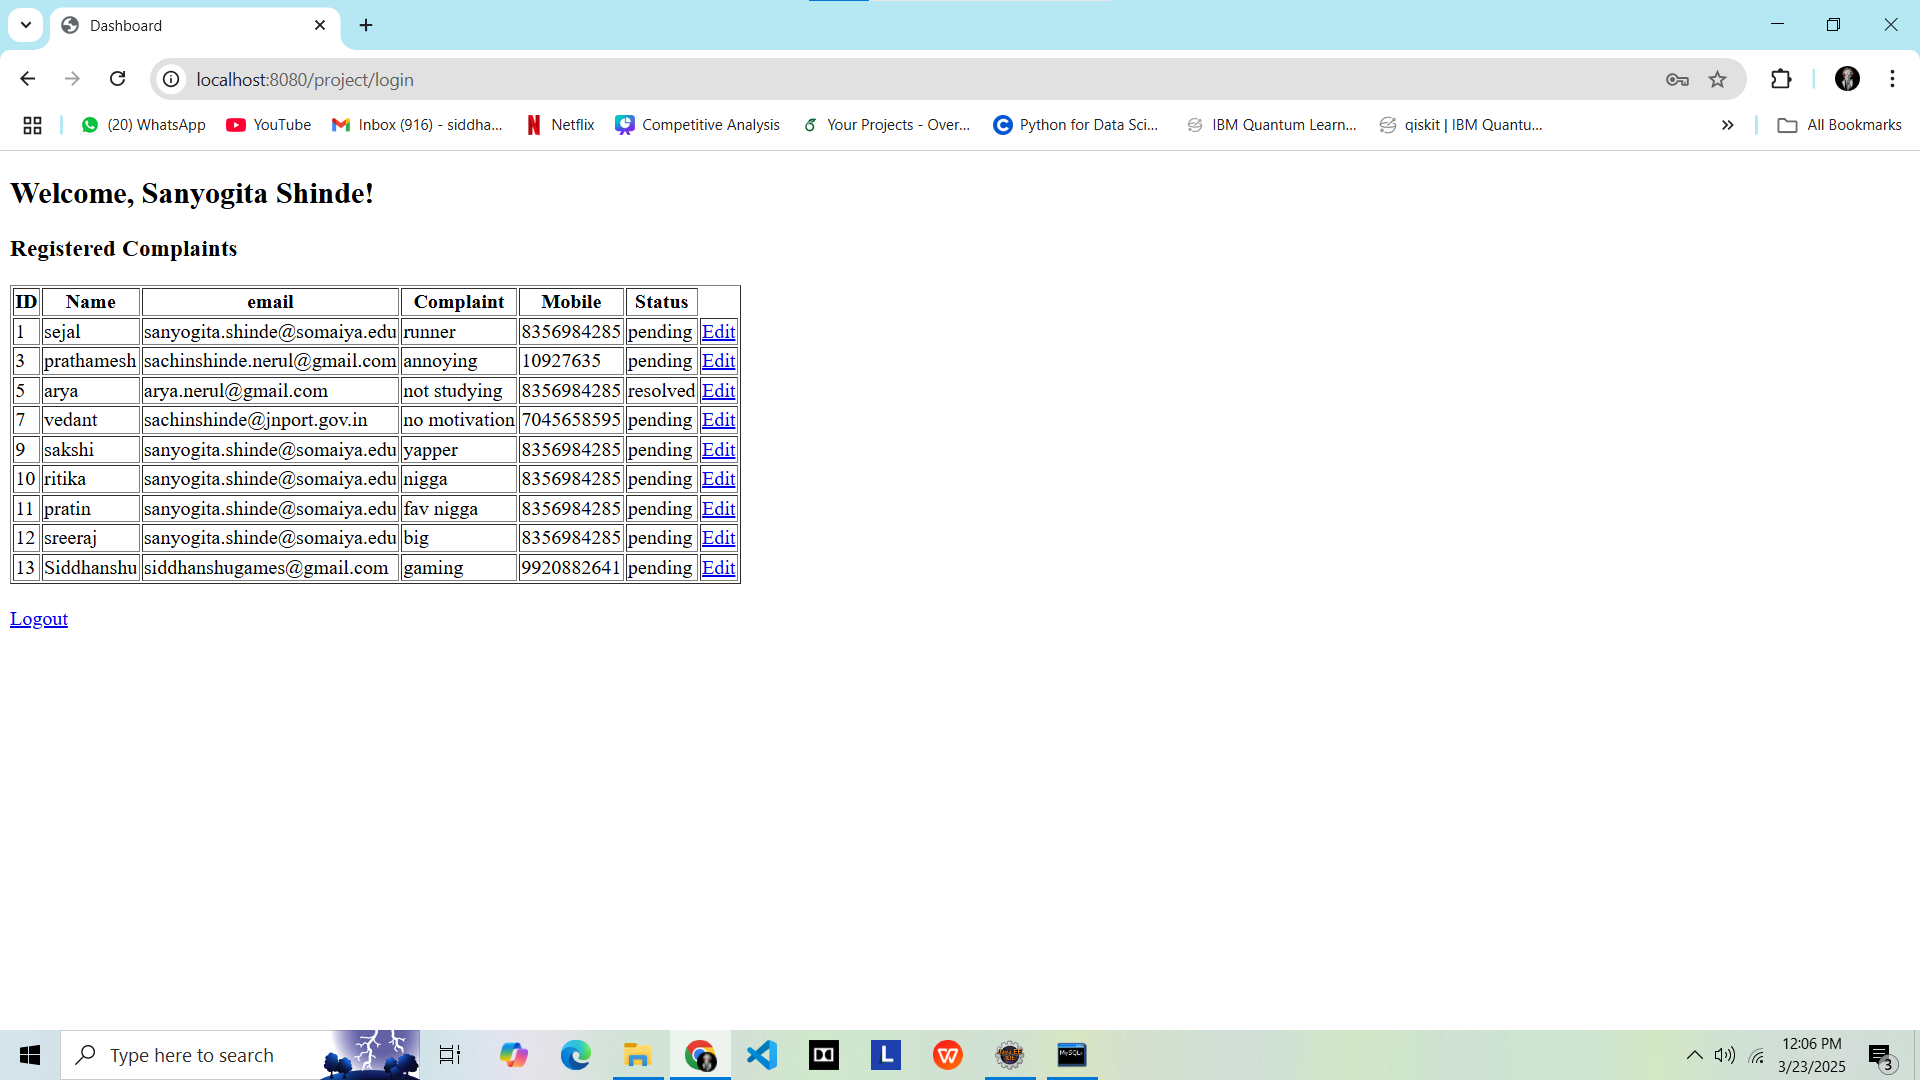 Dashboard
localhost:8080/project/login
(20) WhatsApp YouTube Inbox (916) - siddha... Netflix Competitive Analysis Your Projects - Over... Python for Data Sci... IBM Quantum Learn... qiskit | IBM Quantu... All Bookmarks
Welcome, Sanyogita Shinde!
Registered Complaints
ID Name email Complaint Mobile Status
1 sejal sanyogita.shinde@somaiya.edu runner 8356984285 pending Edit
3 prathamesh sachinshinde.nerul@gmail.com annoying 10927635 pending Edit
5 arya arya.nerul@gmail.com not studying 8356984285 resolved Edit
7 vedant sachinshinde@jnport.gov.in no motivation 7045658595 pending Edit
9 sakshi sanyogita.shinde@somaiya.edu yapper 8356984285 pending Edit
10 ritika sanyogita.shinde@somaiya.edu nigga 8356984285 pending Edit
11 pratin sanyogita.shinde@somaiya.edu fav nigga 8356984285 pending Edit
12 sreeraj sanyogita.shinde@somaiya.edu big 8356984285 pending Edit
13 Siddhanshu siddhanshugames@gmail.com gaming 9920882641 pending Edit
Logout
Type here to search
L
W
MySQL
12:06 PM
3/23/2025
3